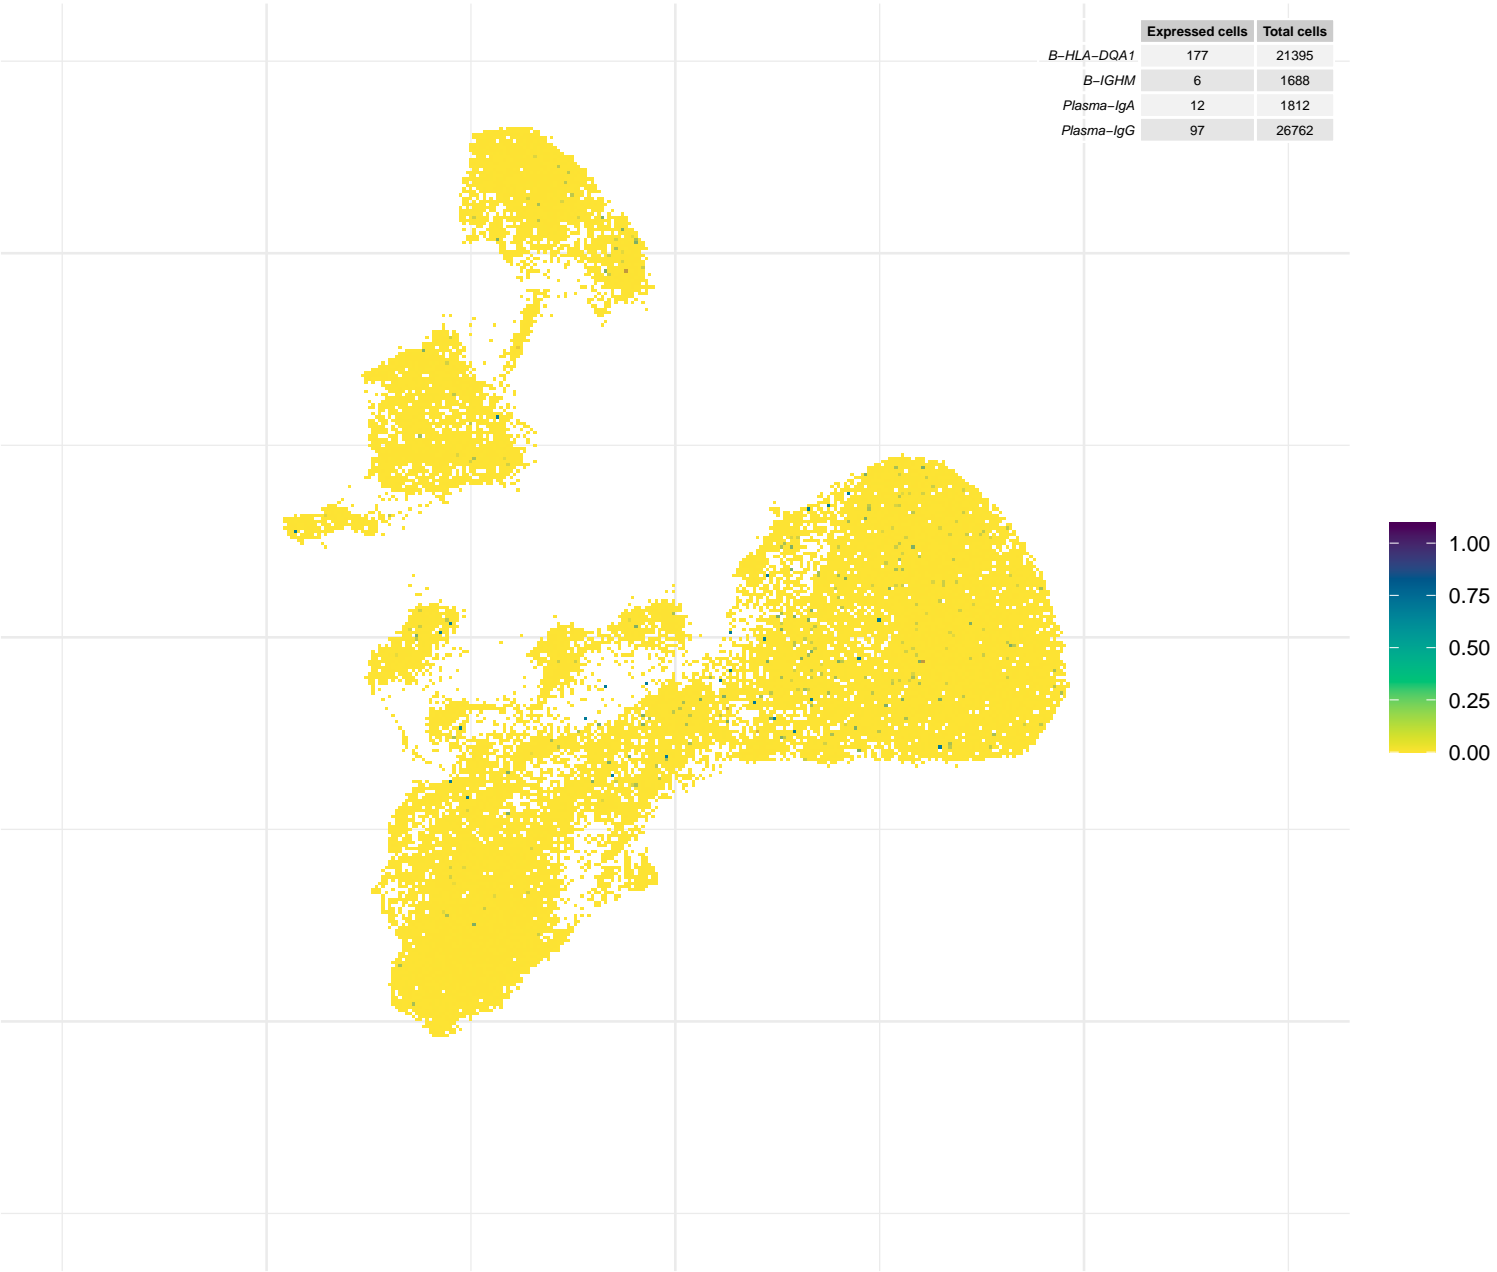 Expressed cells Total cells
B−HLA−DQA1 177 21395
B−IGHM 6 1688
Plasma−IgA 12 1812
Plasma−IgG 97 26762
1.00
0.75
0.50
0.25
0.00